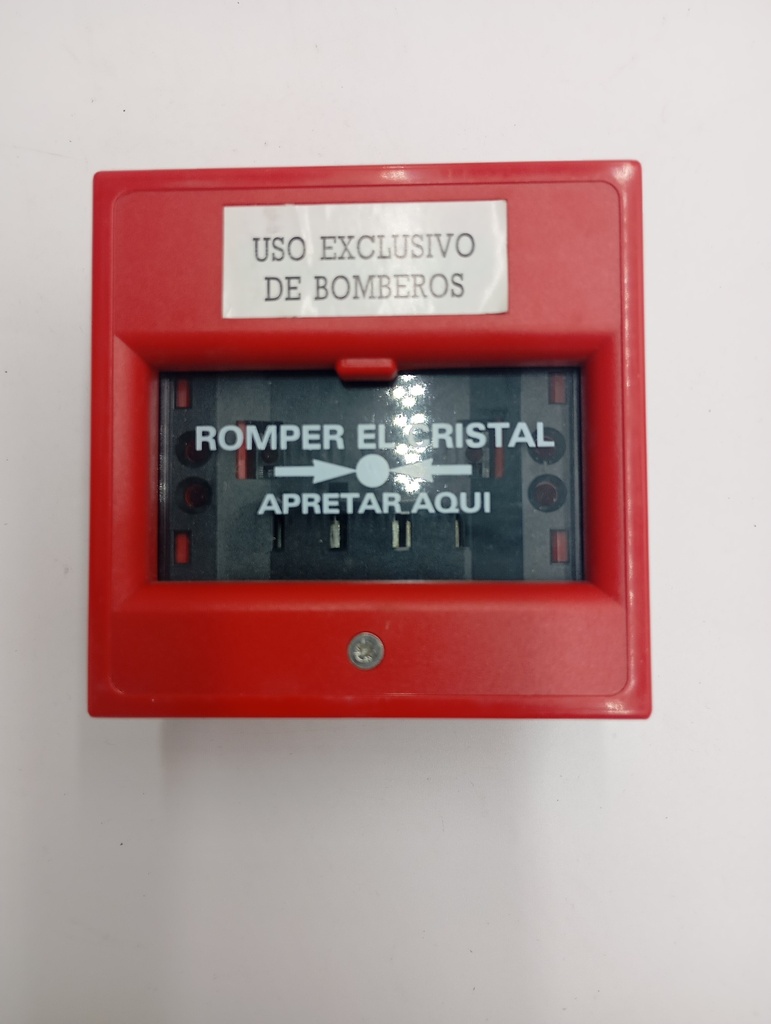 USO EXCLUSIVO
DE BOMBEROS
ROMPER EL CRISTAL
APRETAR AQUI